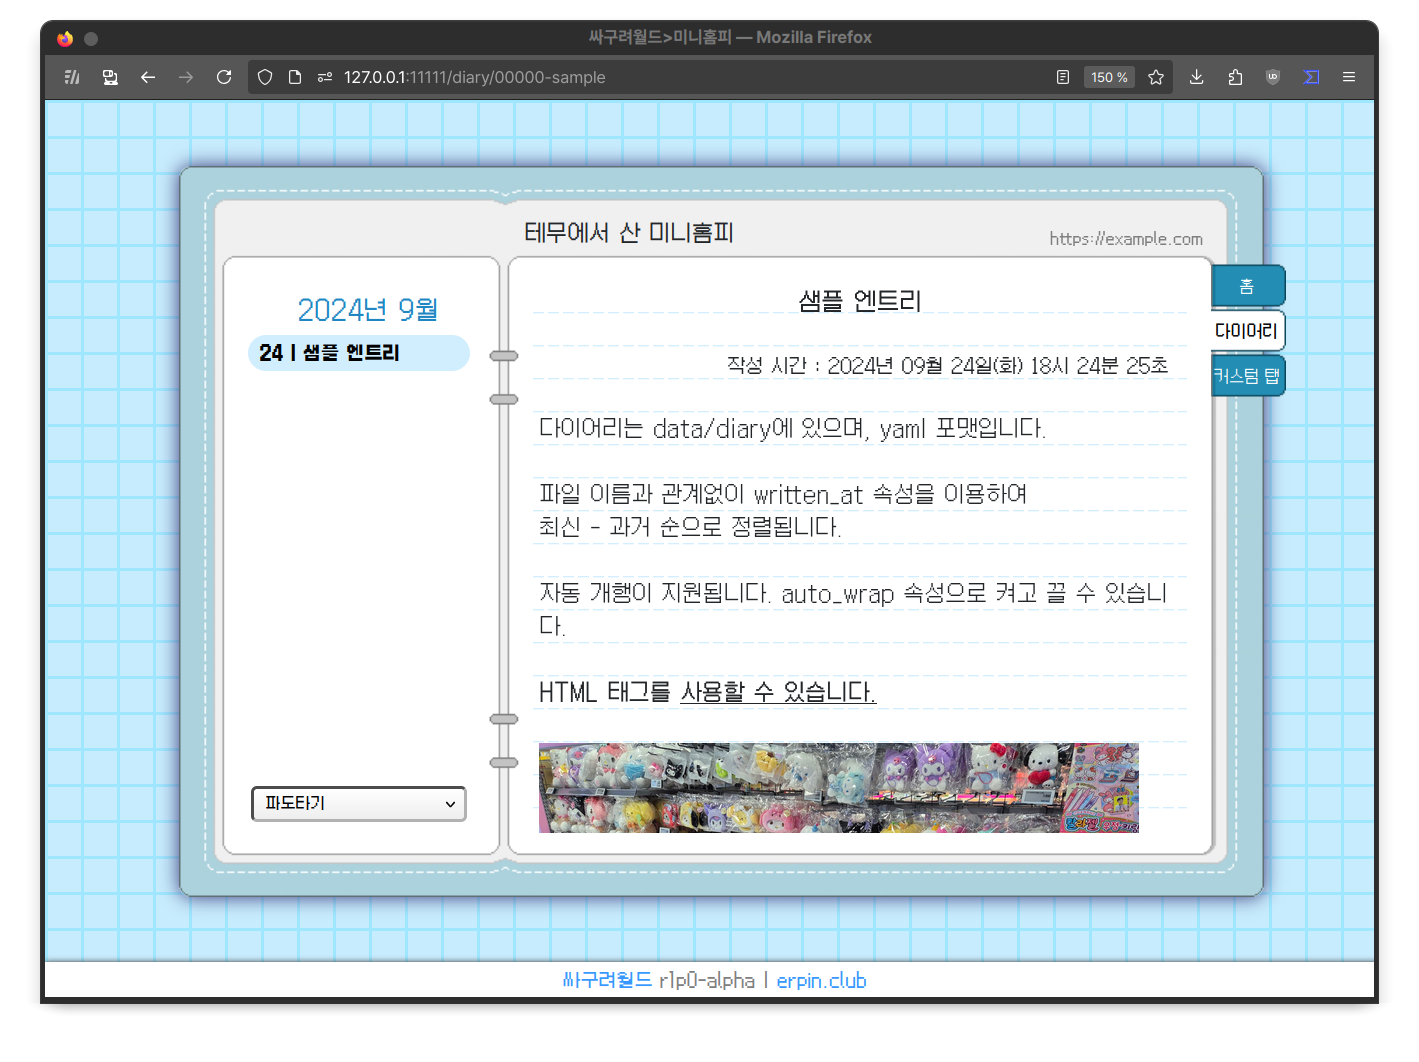 싸구려월드>미니홈피 — Mozilla Firefox
127.0.0.1:11111/diary/00000-sample
150 %
테무에서 산 미니홈피
https://example.com
2024년 9월
24 | 샘플 엔트리
파도타기
샘플 엔트리
작성 시간 : 2024년 09월 24일(화) 18시 24분 25초
다이어리는 data/diary에 있으며, yaml 포맷입니다.
파일 이름과 관계없이 written_at 속성을 이용하여
최신 - 과거 순으로 정렬됩니다.
자동 개행이 지원됩니다. auto_wrap 속성으로 켜고 끌 수 있습니
다.
HTML 태그를 사용할 수 있습니다.
홈
다이어리
커스텀 탭
싸구려월드 r1p0-alpha | erpin.club